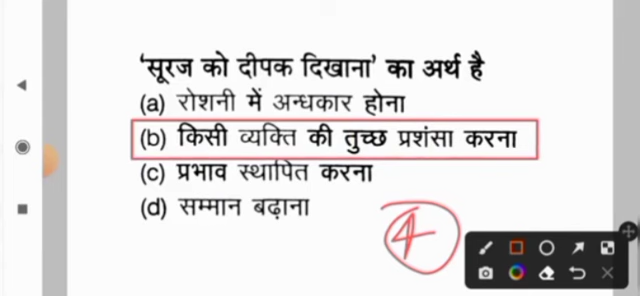 'सूरज को दीपक दिखाना' का अर्थ है
(a) रोशनी में अन्धकार होना
(b) किसी व्यक्ति की तुच्छ प्रशंसा करना
(c) प्रभाव स्थापित करना
(d) सम्मान बढ़ाना
4